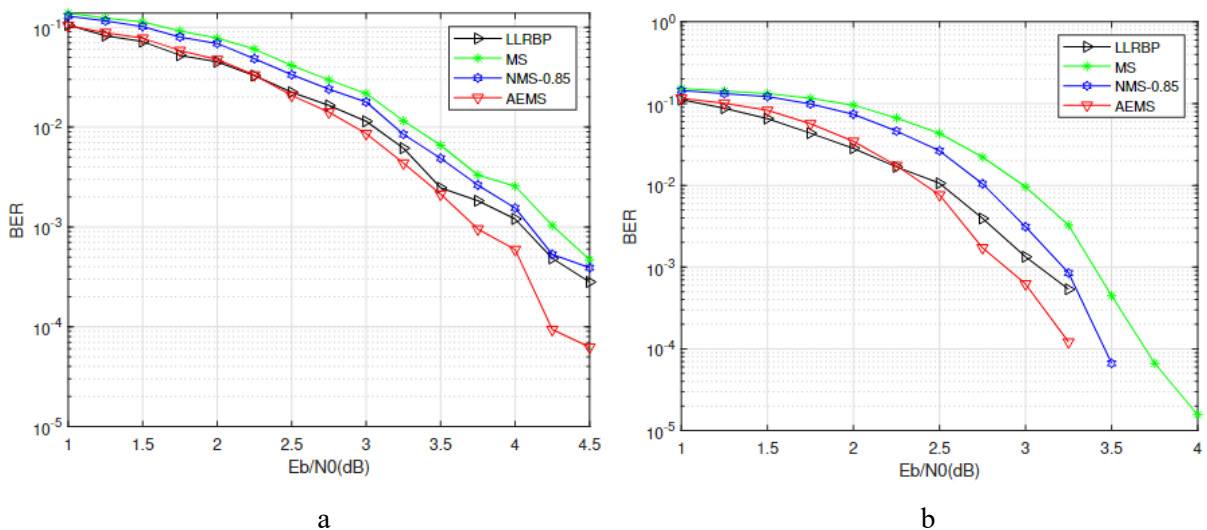 10^-1
10^-2
10^-3
10^-4
10^-5
BER
1 1.5 2 2.5 3 3.5 4 4.5
Eb/N0(dB)
LLRBP
MS
NMS-0.85
AEMS
a
10^0
10^-1
10^-2
10^-3
10^-4
10^-5
BER
1 1.5 2 2.5 3 3.5 4
Eb/N0(dB)
LLRBP
MS
NMS-0.85
AEMS
b